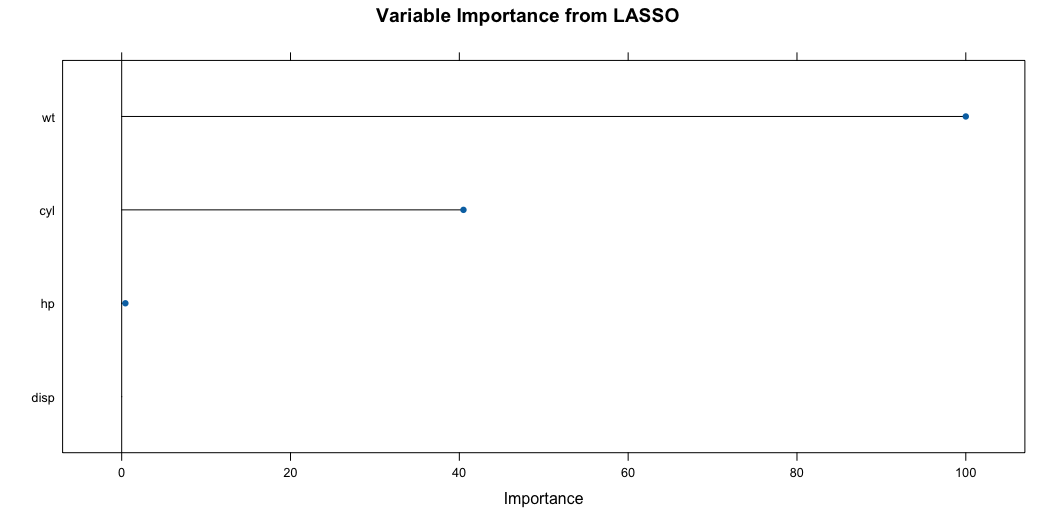 Variable Importance from LASSO
wt
cyl
hp
disp
0 20 40 60 80 100
Importance